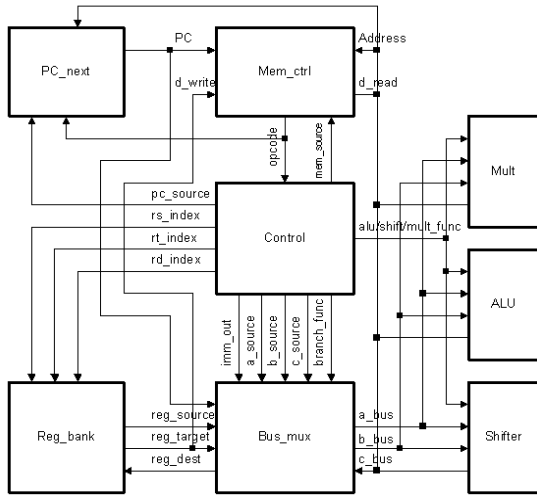 PC
Address
PC_next
Mem_ctrl
d_write
d_read
opcode
mem_source
Mult
pc_source
rs_index
rt_index
rd_index
Control
alu/shift/mult_func
ALU
imm_out
a_source
b_source
c_source
branch_func
reg_source
reg_target
reg_dest
Reg_bank
Bus_mux
a_bus
b_bus
c_bus
Shifter